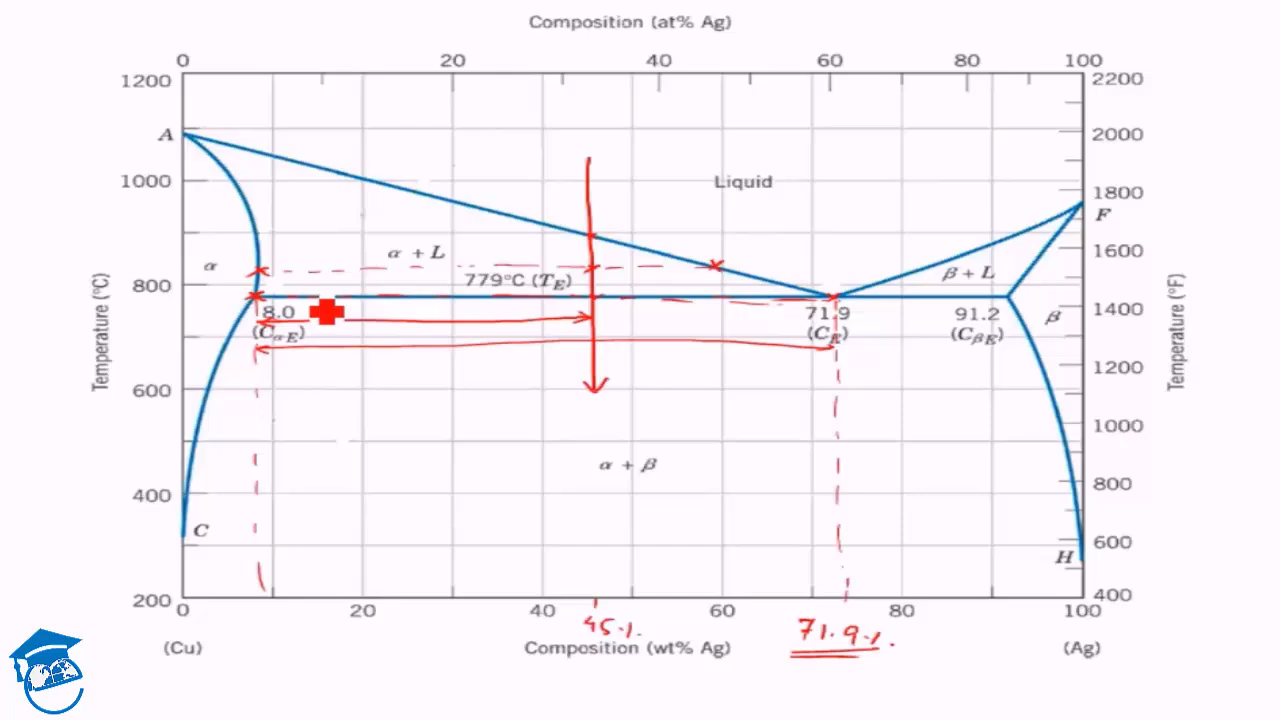 Composition (at% Ag)
0 20 40 60 80 100
1200 2200
A 2000
1000 Liquid 1800
F
α α + L 1600
800 779°C (T_E) β + L
8.0 71.9 91.2 1400
(C_αE) (C_E) (C_βE) β
Temperature (°C) Temperature (°F)
600 1200
1000
α + β
400 800
C 600
H
200 400
0 20 40 60 80 100
45%. 71.9%.
(Cu) Composition (wt% Ag) (Ag)